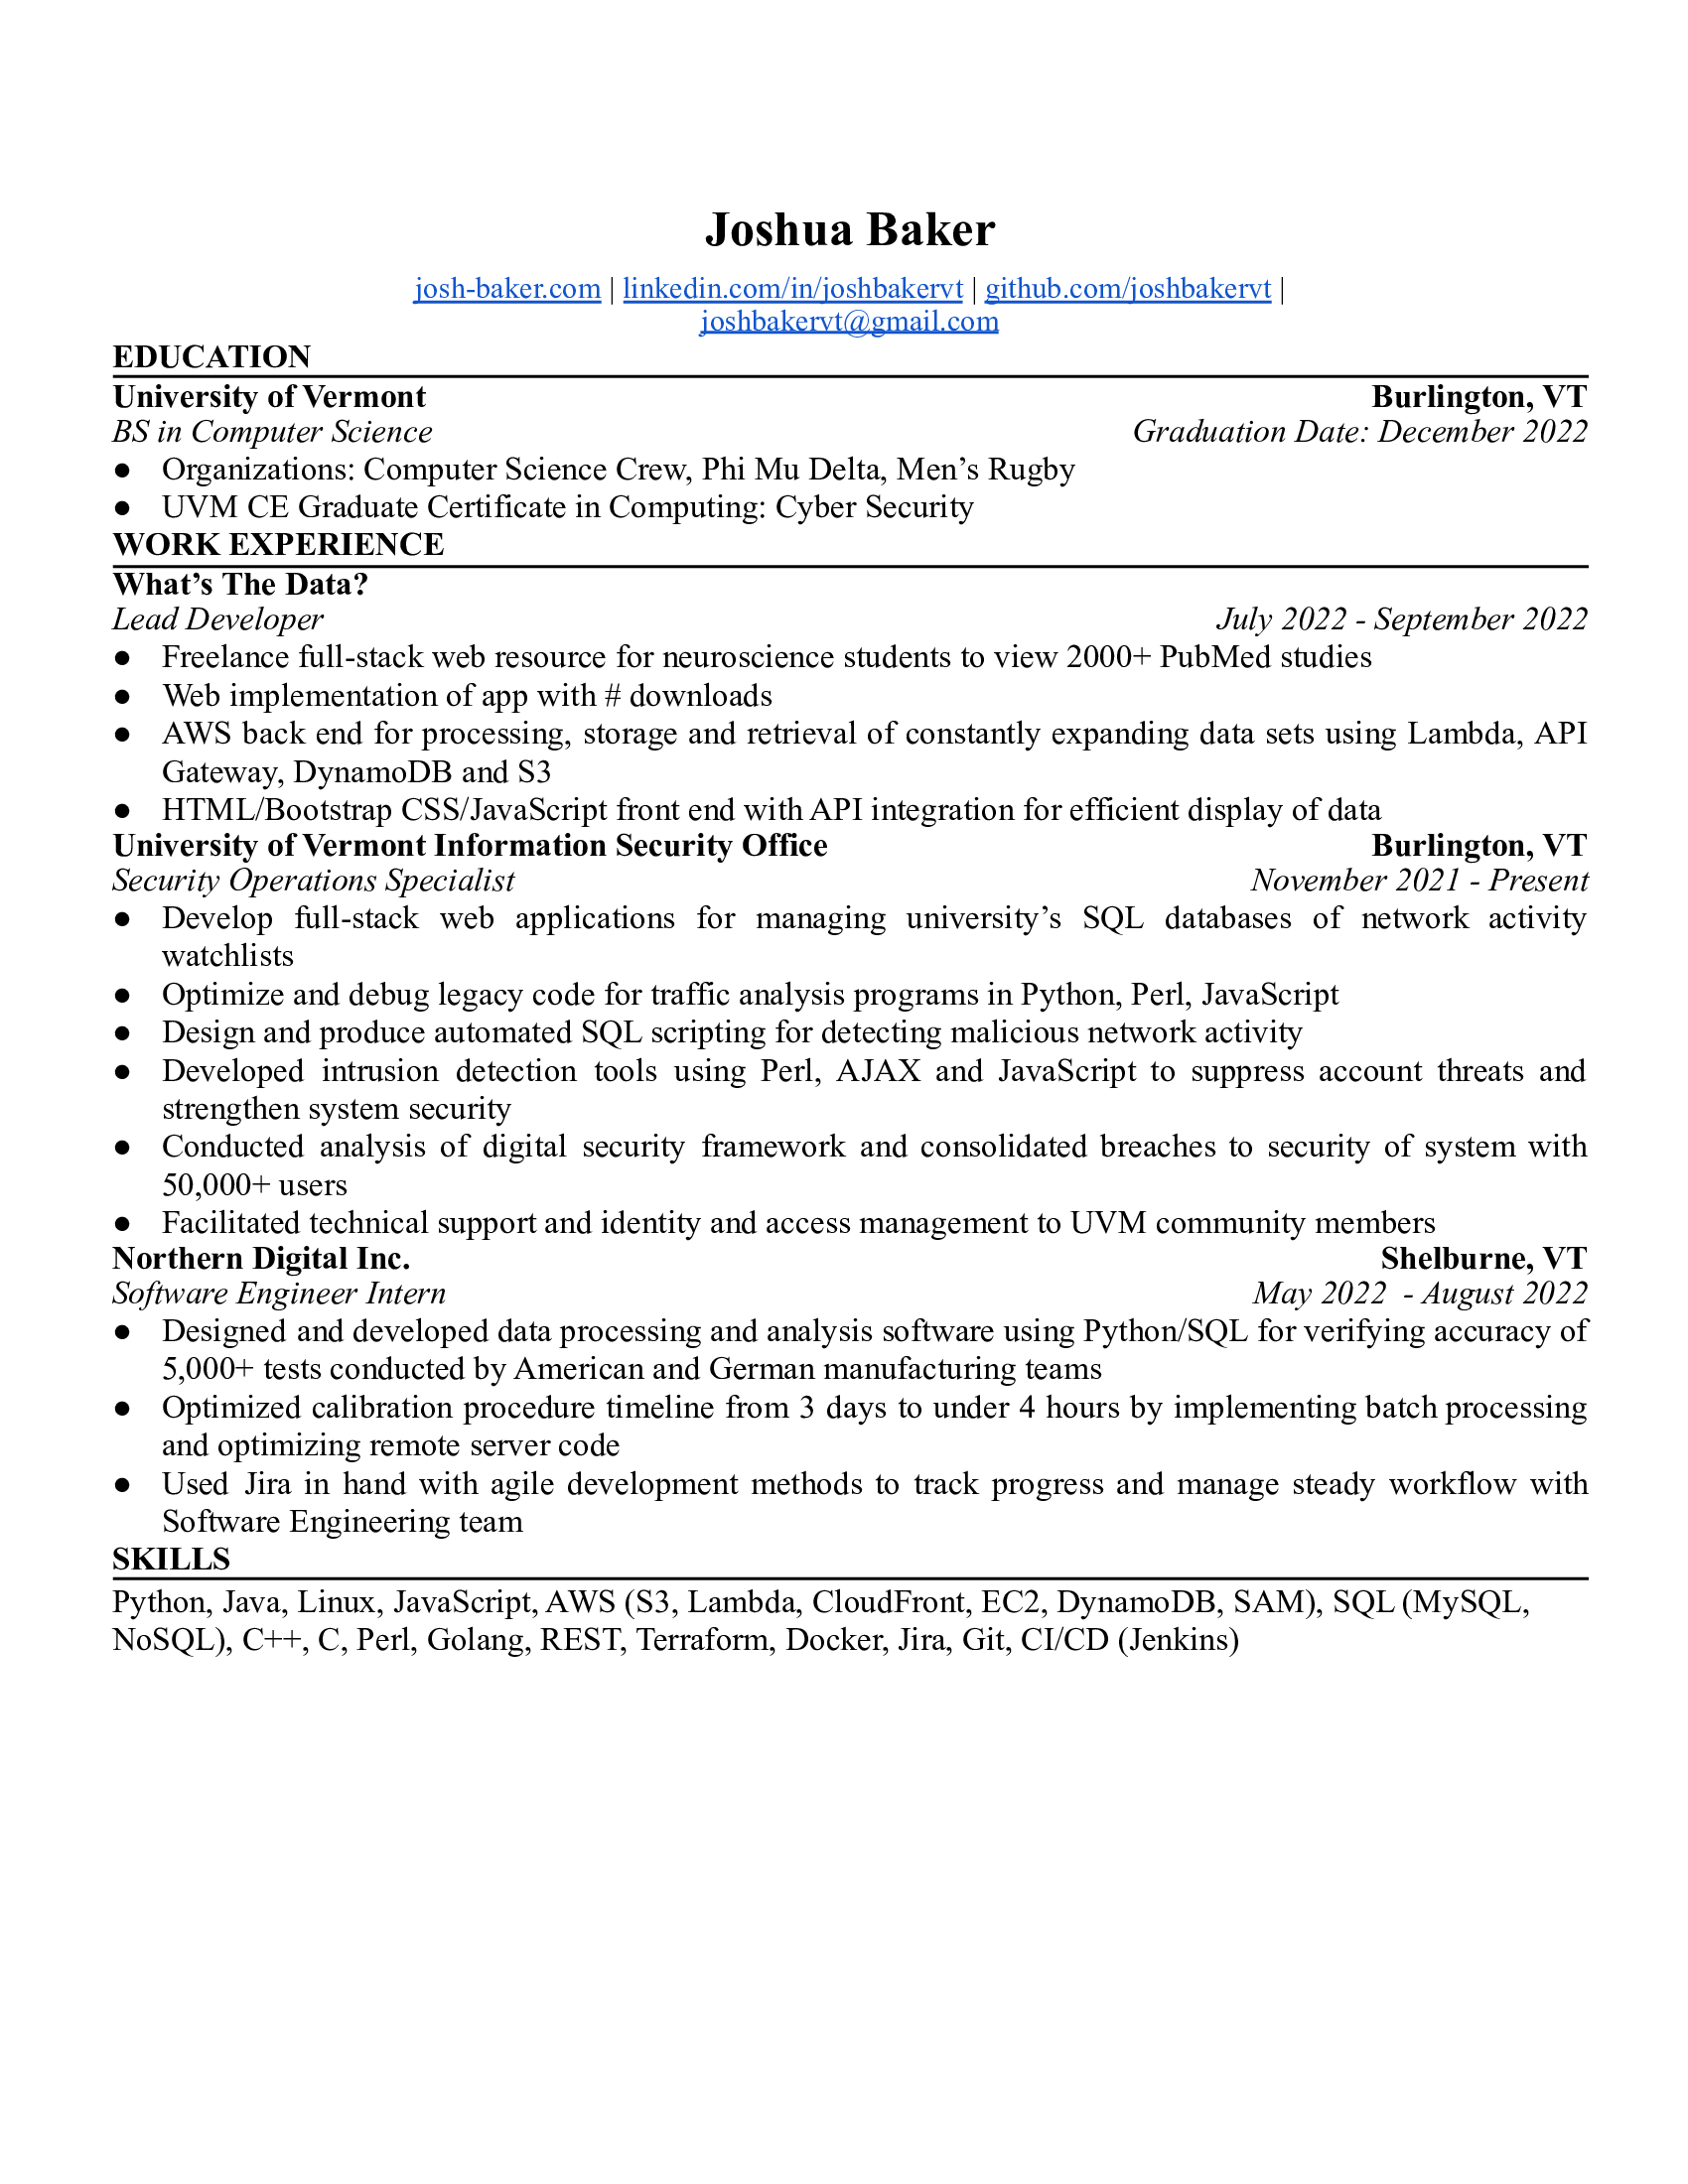 Joshua Baker
josh-baker.com | linkedin.com/in/joshbakervt | github.com/joshbakervt |
joshbakervt@gmail.com
EDUCATION
University of Vermont Burlington, VT
BS in Computer Science Graduation Date: December 2022
● Organizations: Computer Science Crew, Phi Mu Delta, Men’s Rugby
● UVM CE Graduate Certificate in Computing: Cyber Security
WORK EXPERIENCE
What’s The Data?
Lead Developer July 2022 - September 2022
● Freelance full-stack web resource for neuroscience students to view 2000+ PubMed studies
● Web implementation of app with # downloads
● AWS back end for processing, storage and retrieval of constantly expanding data sets using Lambda, API
Gateway, DynamoDB and S3
● HTML/Bootstrap CSS/JavaScript front end with API integration for efficient display of data
University of Vermont Information Security Office Burlington, VT
Security Operations Specialist November 2021 - Present
● Develop full-stack web applications for managing university’s SQL databases of network activity
watchlists
● Optimize and debug legacy code for traffic analysis programs in Python, Perl, JavaScript
● Design and produce automated SQL scripting for detecting malicious network activity
● Developed intrusion detection tools using Perl, AJAX and JavaScript to suppress account threats and
strengthen system security
● Conducted analysis of digital security framework and consolidated breaches to security of system with
50,000+ users
● Facilitated technical support and identity and access management to UVM community members
Northern Digital Inc. Shelburne, VT
Software Engineer Intern May 2022  - August 2022
● Designed and developed data processing and analysis software using Python/SQL for verifying accuracy of
5,000+ tests conducted by American and German manufacturing teams
● Optimized calibration procedure timeline from 3 days to under 4 hours by implementing batch processing
and optimizing remote server code
● Used Jira in hand with agile development methods to track progress and manage steady workflow with
Software Engineering team
SKILLS
Python, Java, Linux, JavaScript, AWS (S3, Lambda, CloudFront, EC2, DynamoDB, SAM), SQL (MySQL,
NoSQL), C++, C, Perl, Golang, REST, Terraform, Docker, Jira, Git, CI/CD (Jenkins)